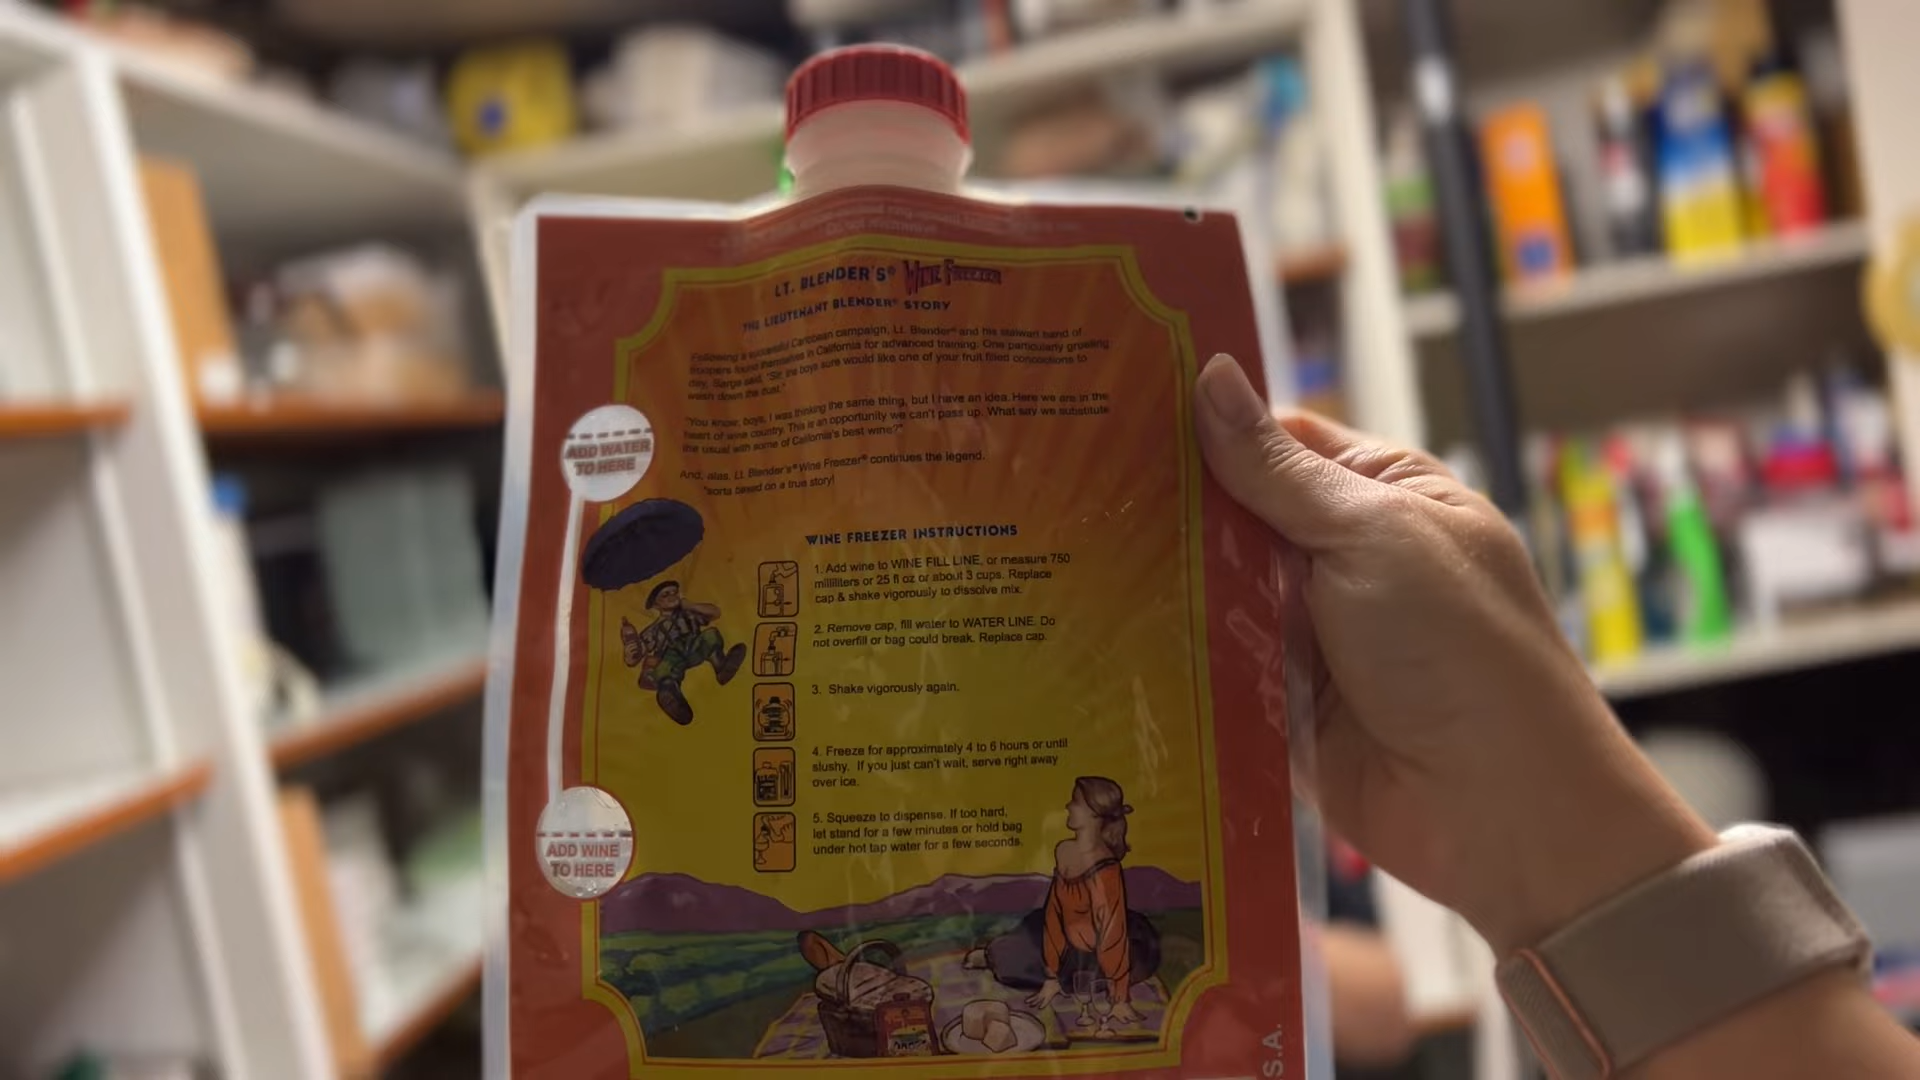 LT. BLENDER'S® WINE FREEZER
THE LIEUTENANT BLENDER® STORY
Following a successful Caribbean campaign, Lt. Blender® and his stalwart band of
troopers found themselves in California for advanced training. One particularly grueling
day, Sarge said, "Sir, the boys sure would like one of your fruit filled concoctions to
wash down the dust."
"You know, boys, I was thinking the same thing, but I have an idea. Here we are in the
heart of wine country. This is an opportunity we can't pass up. What say we substitute
the usual with some of California's best wine?"
And, alas, Lt. Blender's® Wine Freezer® continues the legend.
*sorta based on a true story!
ADD WATER
TO HERE
WINE FREEZER INSTRUCTIONS
1. Add wine to WINE FILL LINE, or measure 750
milliliters or 25 fl oz or about 3 cups. Replace
cap & shake vigorously to dissolve mix.
2. Remove cap, fill water to WATER LINE. Do
not overfill or bag could break. Replace cap.
3. Shake vigorously again.
4. Freeze for approximately 4 to 6 hours or until
slushy. If you just can't wait, serve right away
over ice.
5. Squeeze to dispense. If too hard,
let stand for a few minutes or hold bag
under hot tap water for a few seconds.
ADD WINE
TO HERE
S.A.